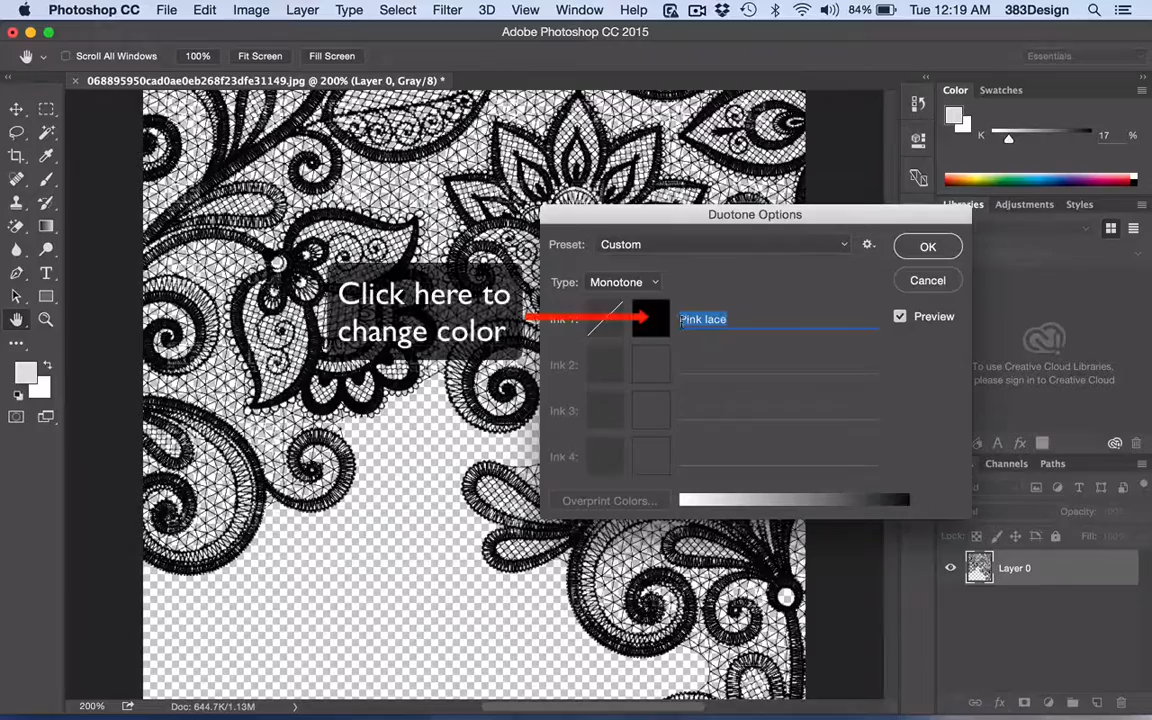 Photoshop CC File Edit Image Layer Type Select Filter 3D View Window Help 84% Tue 12:19 AM 383Design
Adobe Photoshop CC 2015
Scroll All Windows 100% Fit Screen Fill Screen Essentials
068895950cad0ae0eb268f23dfe31149.jpg @ 200% (Layer 0, Gray/8) *
Color Swatches
K 17 %
Libraries Adjustments Styles
Duotone Options
Preset: Custom OK
Type: Monotone Cancel
Click here to
change color
Ink 1: Pink lace Preview
Ink 2:
Ink 3:
Ink 4:
To use Creative Cloud Libraries,
please sign in to Creative Cloud
Overprint Colors...
Channels Paths
Opacity:
Lock: Fill:
Layer 0
200% Doc: 644.7K/1.13M